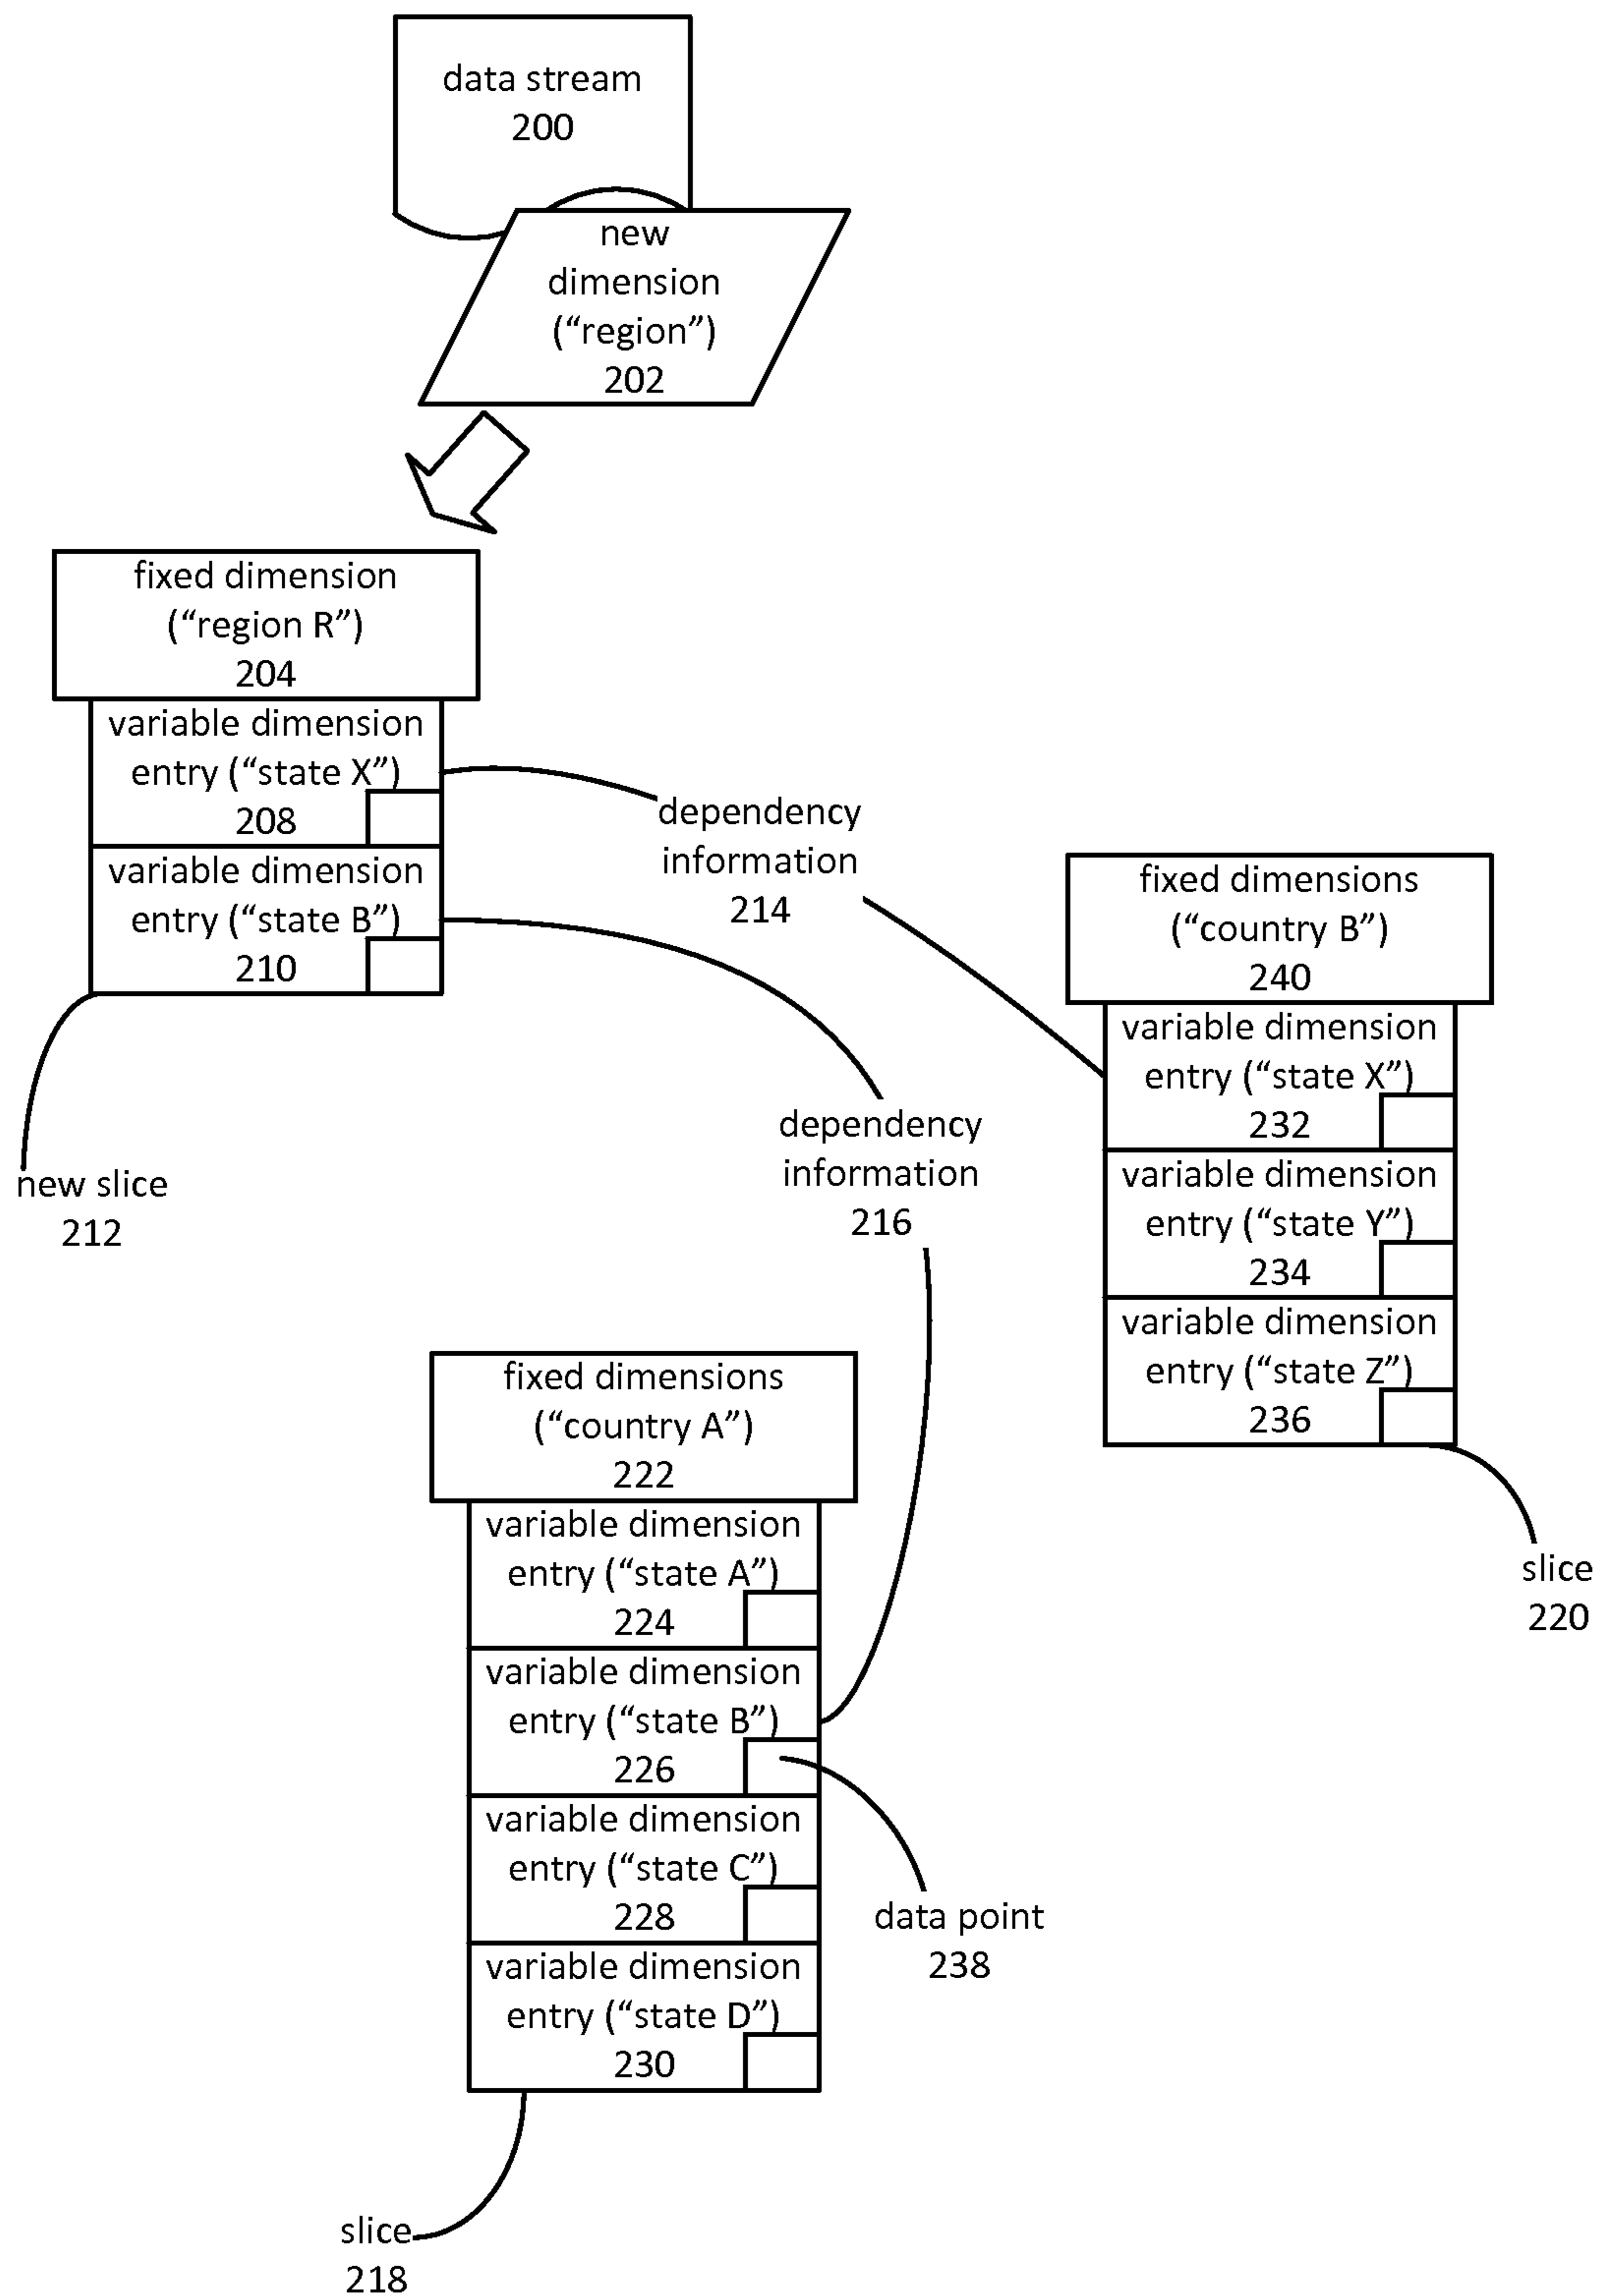 data stream
200
new
dimension
(“region”)
202
fixed dimension
(“region R”)
204
variable dimension
entry (“state X”)
208
variable dimension
entry (“state B”)
210
new slice
212
dependency
information
214
dependency
information
216
fixed dimensions
(“country B”)
240
variable dimension
entry (“state X”)
232
variable dimension
entry (“state Y”)
234
variable dimension
entry (“state Z”)
236
slice
220
fixed dimensions
(“country A”)
222
variable dimension
entry (“state A”)
224
variable dimension
entry (“state B”)
226
variable dimension
entry (“state C”)
228
variable dimension
entry (“state D”)
230
data point
238
slice
218